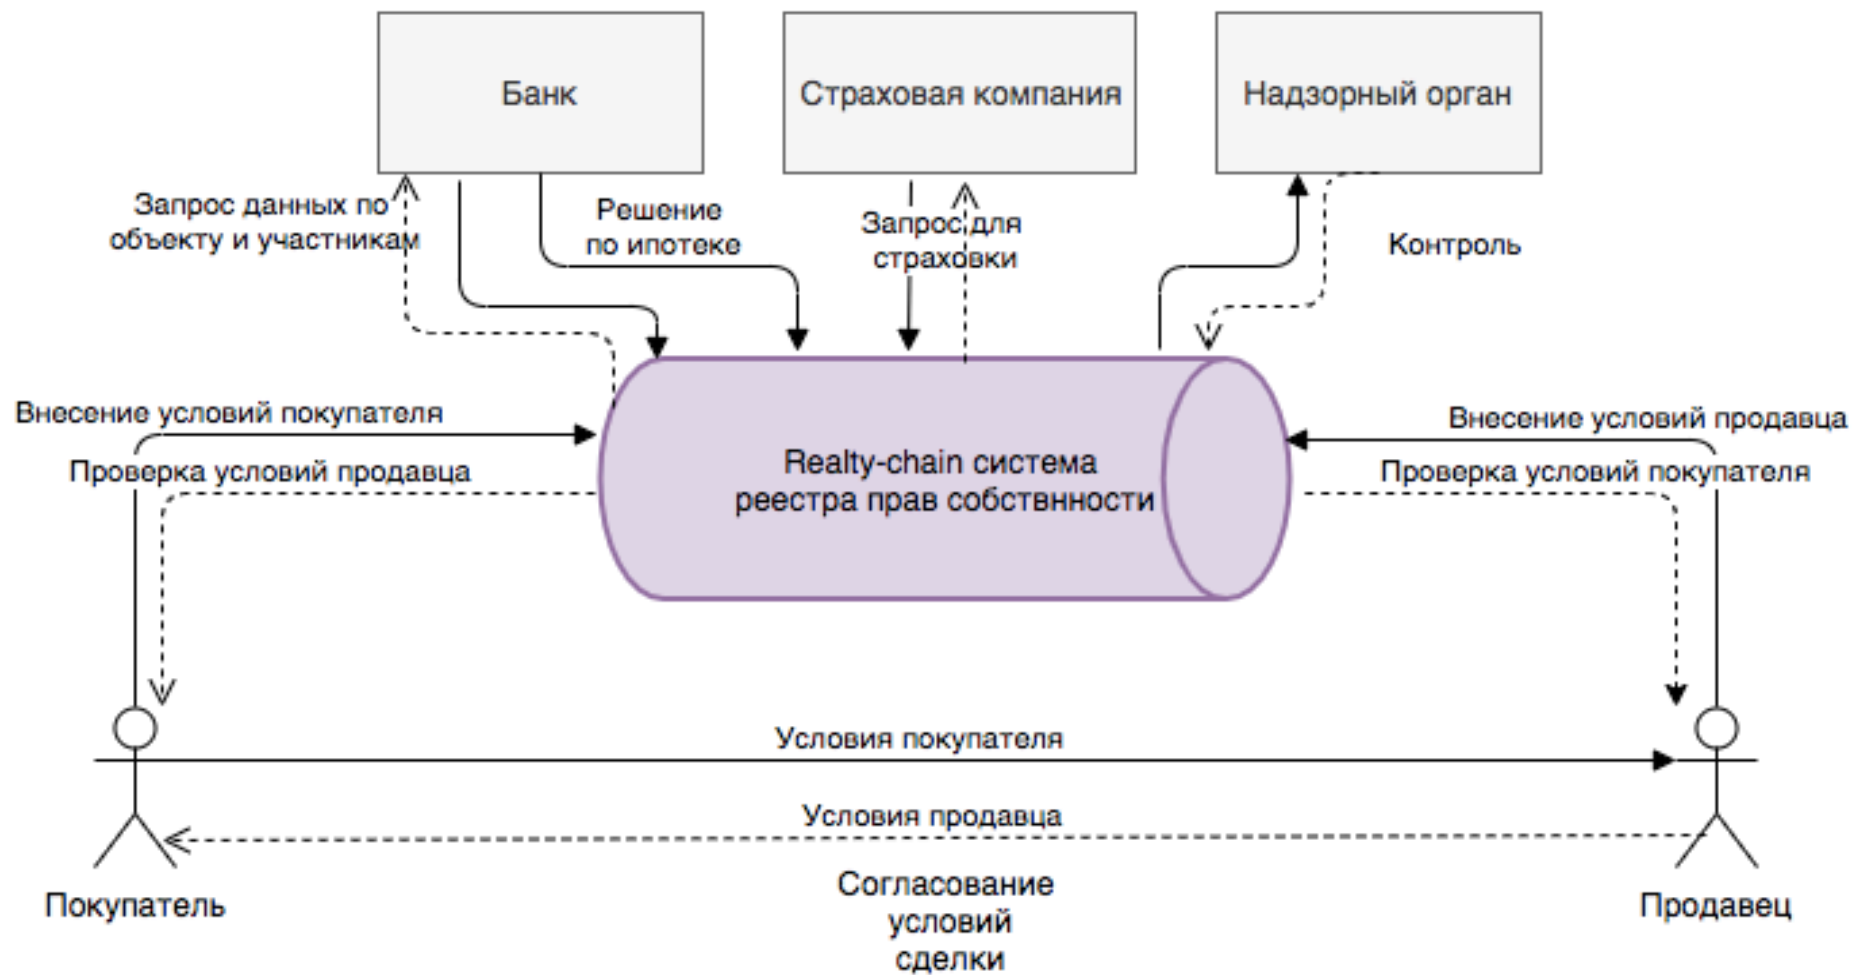 Банк
Страховая компания
Надзорный орган
Запрос данных по
объекту и участникам
Решение
по ипотеке
Запрос для
страховки
Контроль
Внесение условий покупателя
Внесение условий продавца
Проверка условий продавца
Проверка условий покупателя
Realty-chain система
реестра прав собствнности
Условия покупателя
Условия продавца
Покупатель
Продавец
Согласование
условий
сделки